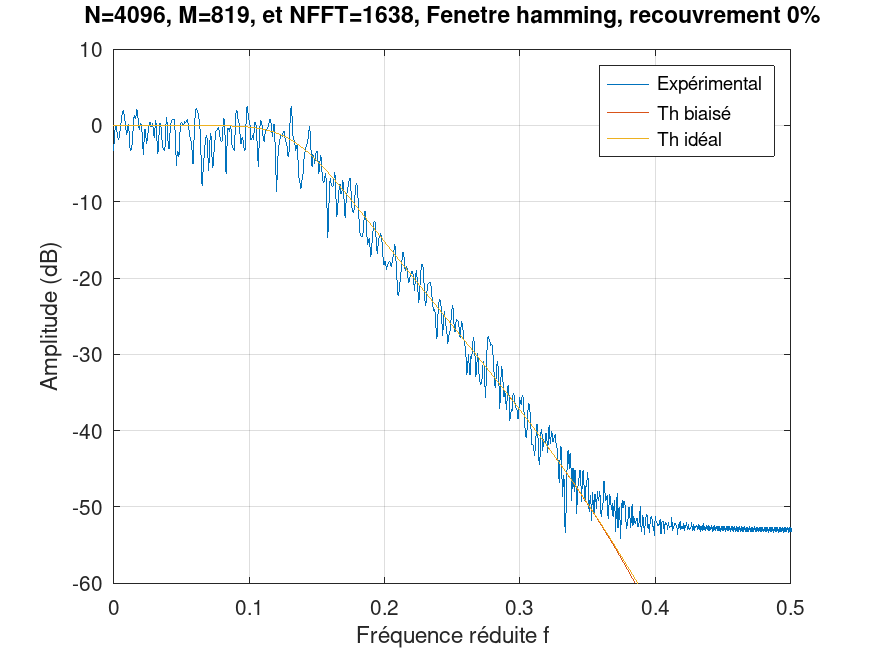 N=4096, M=819, et NFFT=1638, Fenetre hamming, recouvrement 0%
10
0
-10
-20
-30
-40
-50
-60
Amplitude (dB)
Expérimental
Th biaisé
Th idéal
0
0.1
0.2
0.3
0.4
0.5
Fréquence réduite f